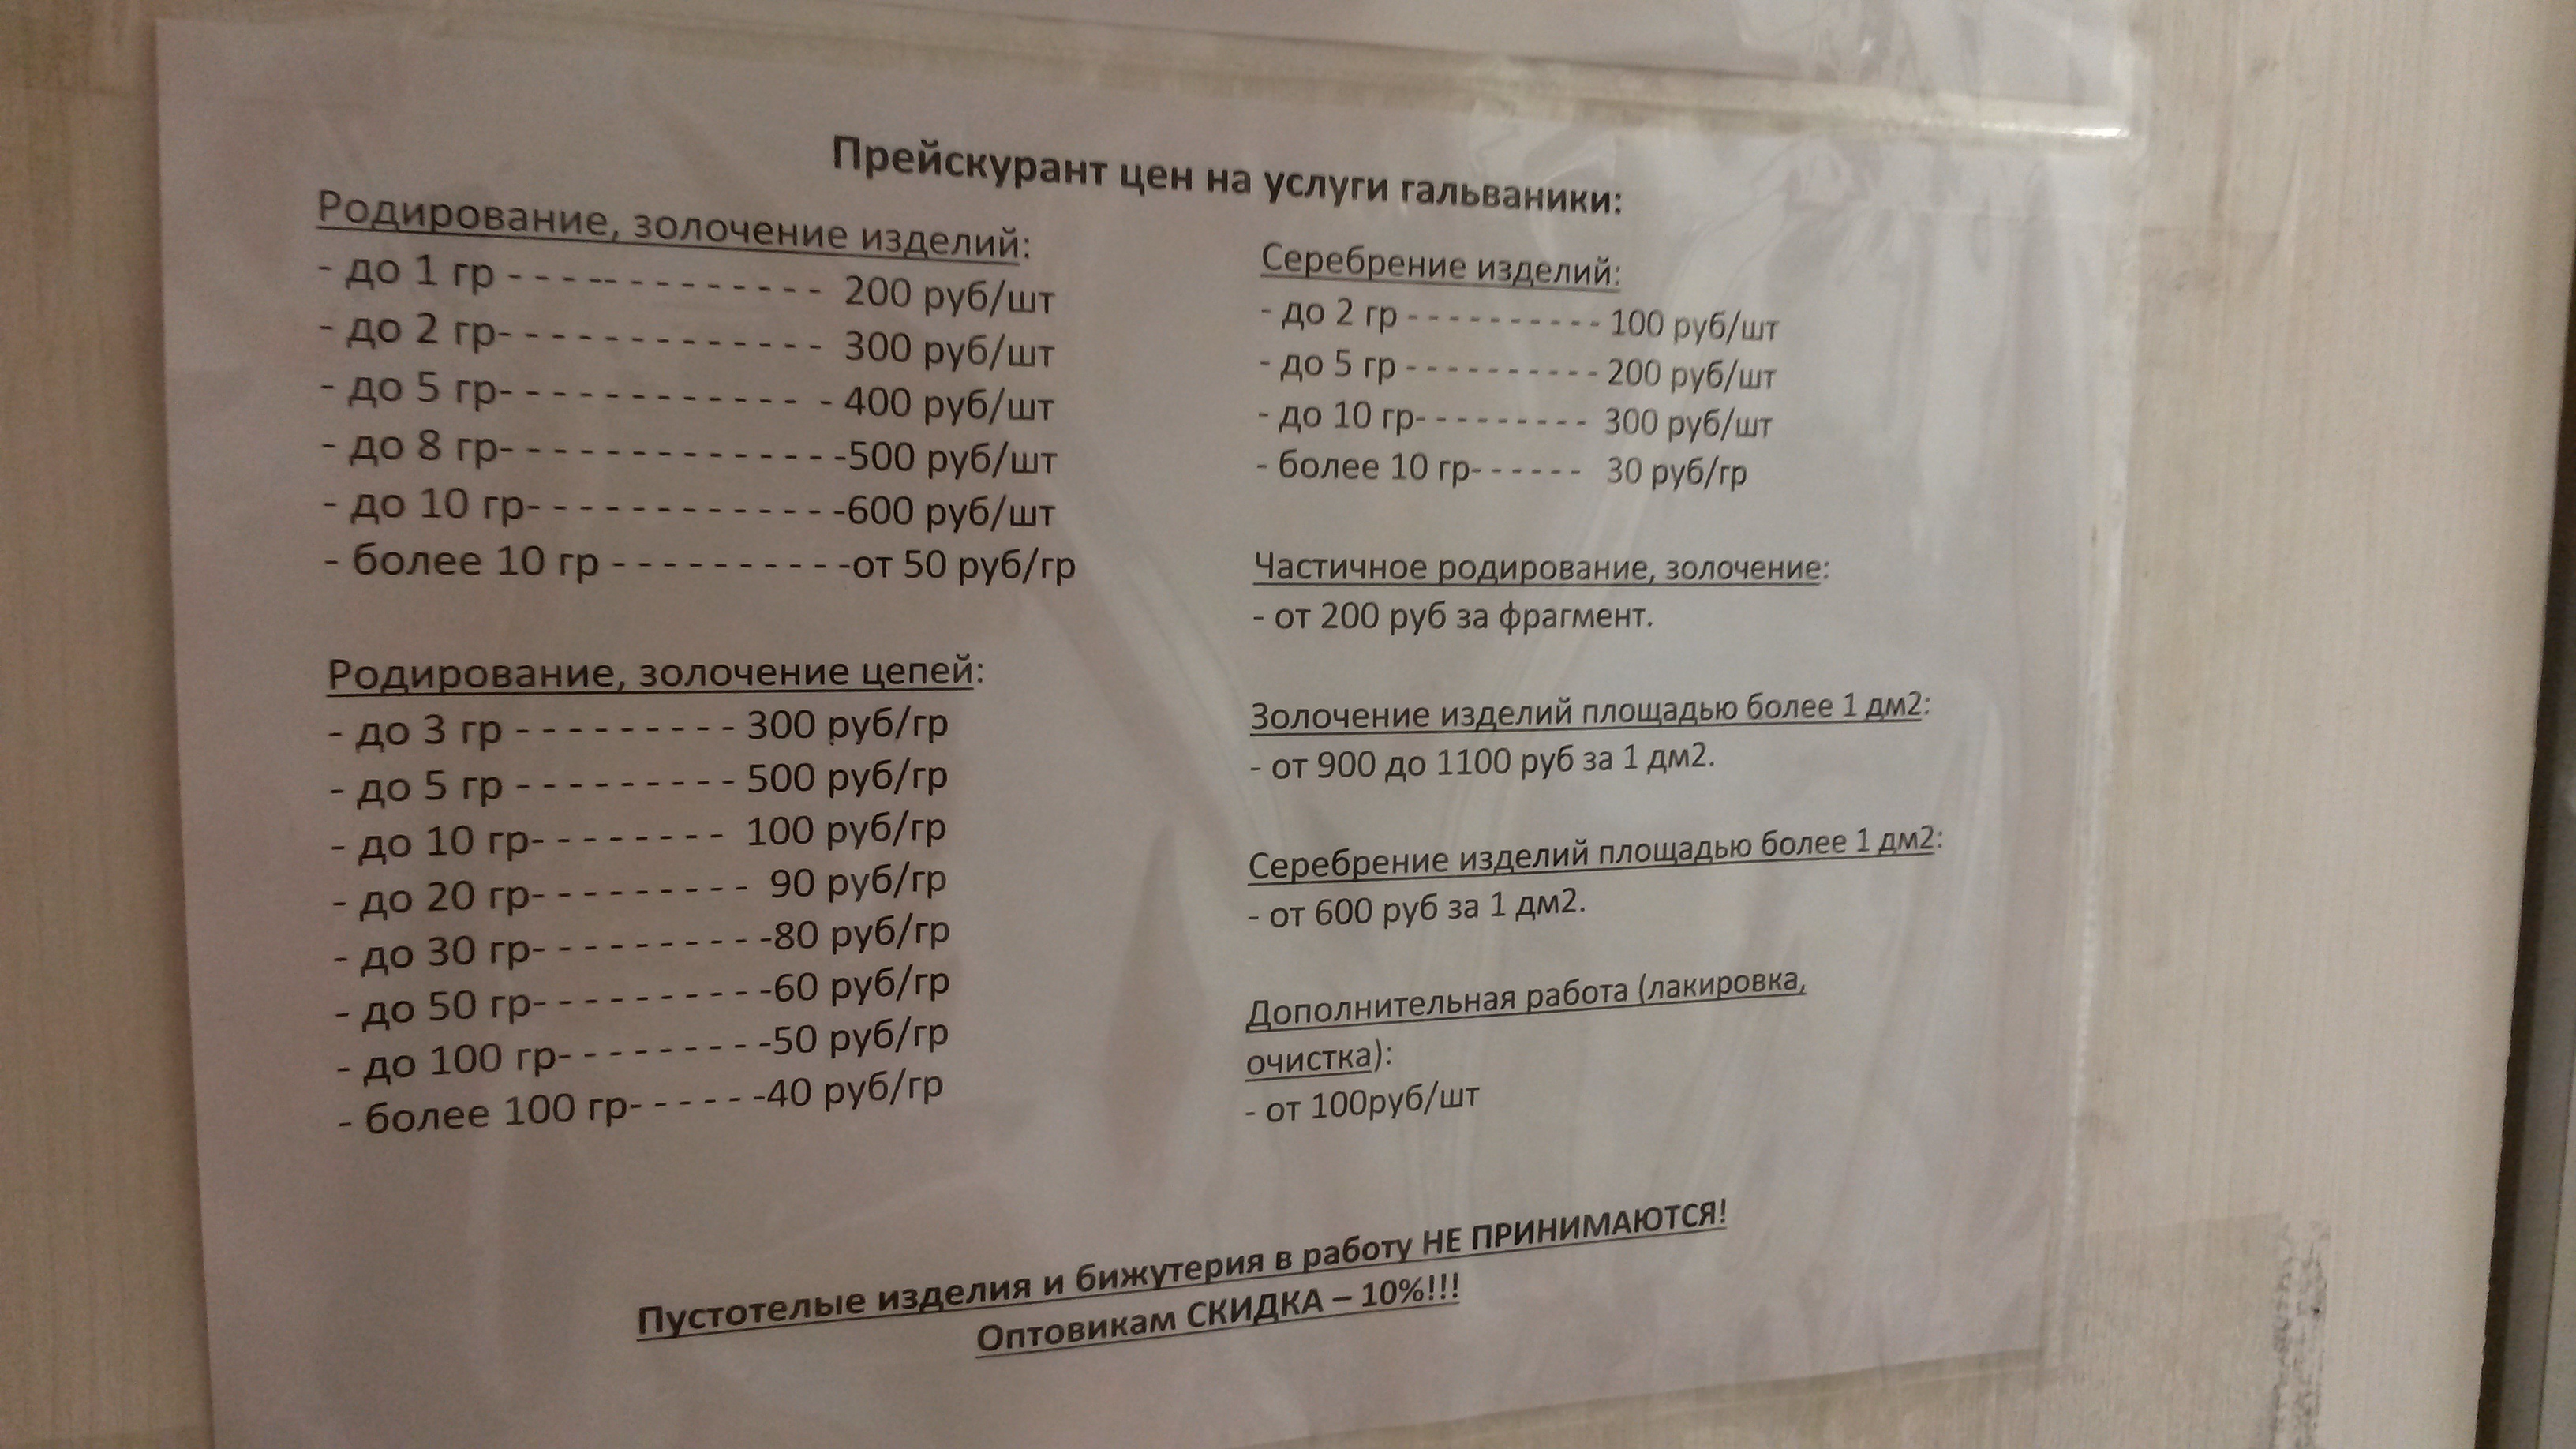 Прейскурант цен на услуги гальваники:
Родирование, золочение изделий:
- до 1 гр - - - -- - - - - - - - - 200 руб/шт
- до 2 гр- - - - - - - - - - - - - 300 руб/шт
- до 5 гр- - - - - - - - - - - - - 400 руб/шт
- до 8 гр- - - - - - - - - - - - - -500 руб/шт
- до 10 гр- - - - - - - - - - - - -600 руб/шт
- более 10 гр - - - - - - - - - -от 50 руб/гр
Родирование, золочение цепей:
- до 3 гр - - - - - - - - - 300 руб/гр
- до 5 гр - - - - - - - - - 500 руб/гр
- до 10 гр- - - - - - - - 100 руб/гр
- до 20 гр- - - - - - - - - 90 руб/гр
- до 30 гр- - - - - - - - - -80 руб/гр
- до 50 гр- - - - - - - - - -60 руб/гр
- до 100 гр- - - - - - - - -50 руб/гр
- более 100 гр- - - - - -40 руб/гр
Серебрение изделий:
- до 2 гр - - - - - - - - - - 100 руб/шт
- до 5 гр - - - - - - - - - - 200 руб/шт
- до 10 гр- - - - - - - - - 300 руб/шт
- более 10 гр- - - - - - 30 руб/гр
Частичное родирование, золочение:
- от 200 руб за фрагмент.
Золочение изделий площадью более 1 дм2:
- от 900 до 1100 руб за 1 дм2.
Серебрение изделий площадью более 1 дм2:
- от 600 руб за 1 дм2.
Дополнительная работа (лакировка,
очистка):
- от 100руб/шт
Пустотелые изделия и бижутерия в работу НЕ ПРИНИМАЮТСЯ!
Оптовикам СКИДКА – 10%!!!